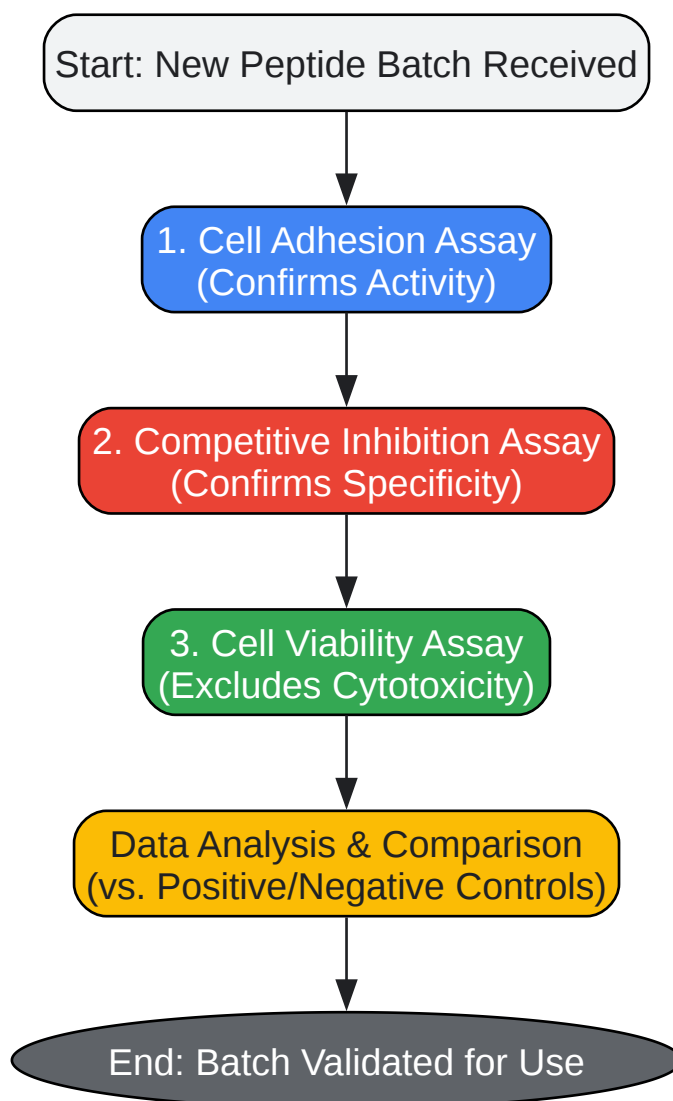 Start: New Peptide Batch Received
1. Cell Adhesion Assay
(Confirms Activity)
2. Competitive Inhibition Assay
(Confirms Specificity)
3. Cell Viability Assay
(Excludes Cytotoxicity)
Data Analysis & Comparison
(vs. Positive/Negative Controls)
End: Batch Validated for Use